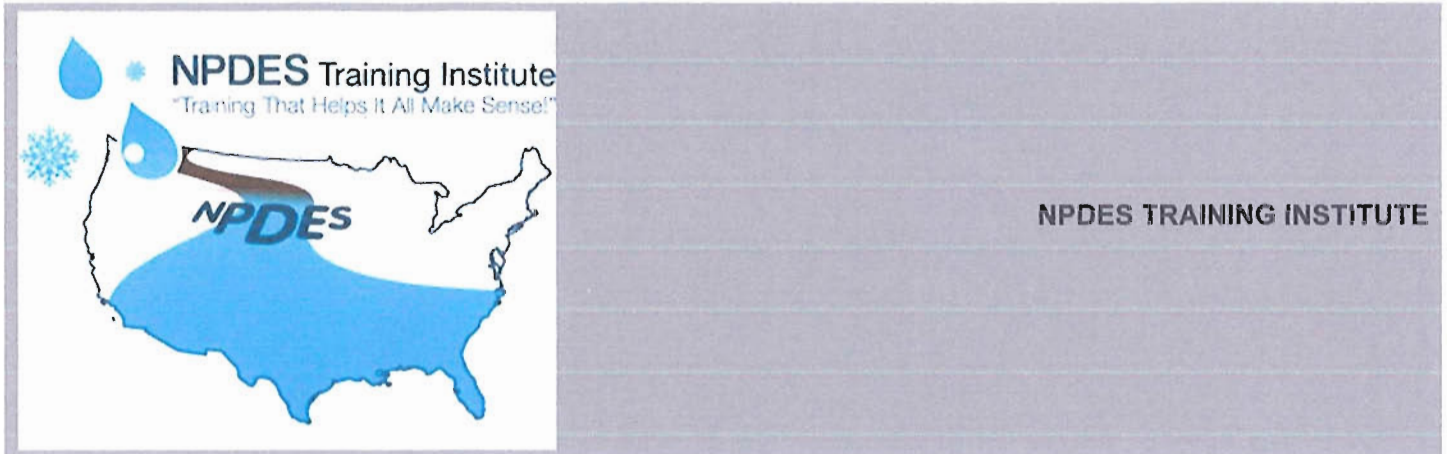 NPDES Training Institute
"Training That Helps It All Make Sense!"
NPDES
NPDES TRAINING INSTITUTE